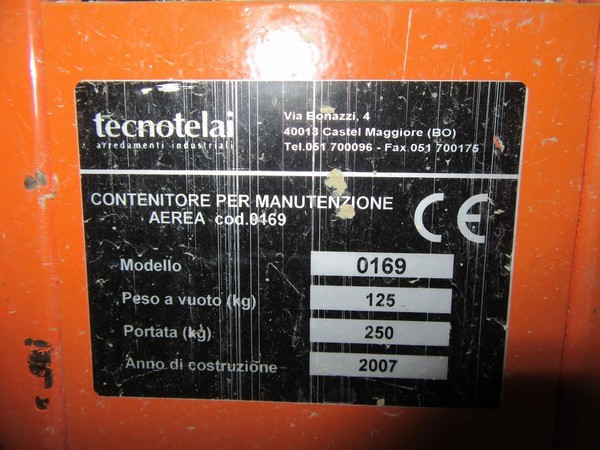 tecnotelai
arredamenti industriali
Via Bonazzi, 4
40013 Castel Maggiore (BO)
Tel.051 700096 - Fax 051 700175
CONTENITORE PER MANUTENZIONE
AEREA cod.0169
CE
Modello 0169
Peso a vuoto (kg) 125
Portata (kg) 250
Anno di costruzione 2007